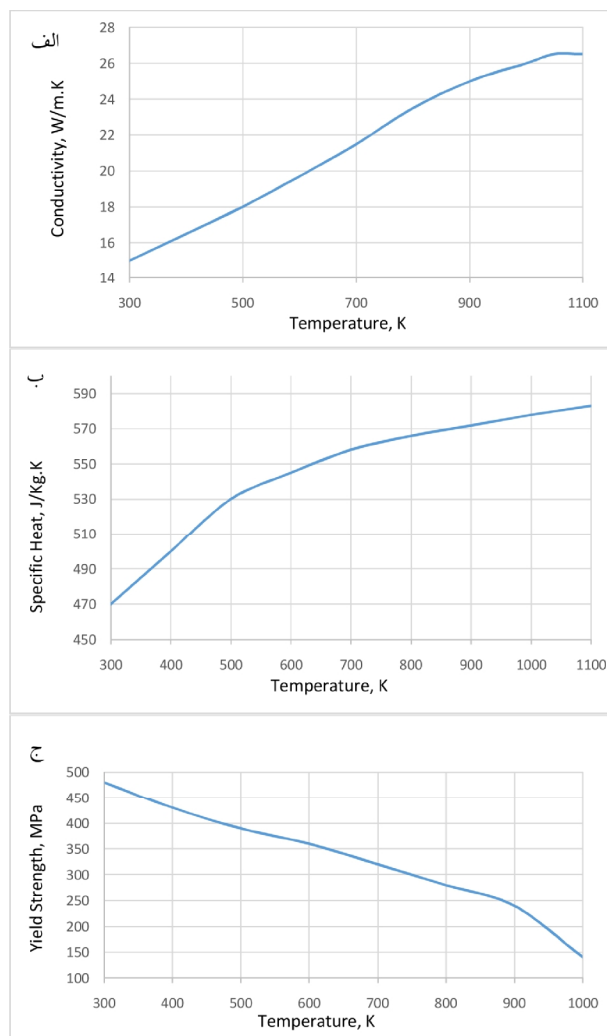 الف
28
26
24
22
20
18
16
14
Conductivity, W/m.K
300 500 700 900 1100
Temperature, K
590
570
550
530
510
490
470
450
Specific Heat, J/Kg.K
300 400 500 600 700 800 900 1000 1100
Temperature, K
500
450
400
350
300
250
200
150
100
Yield Strength, MPa
300 400 500 600 700 800 900 1000
Temperature, K